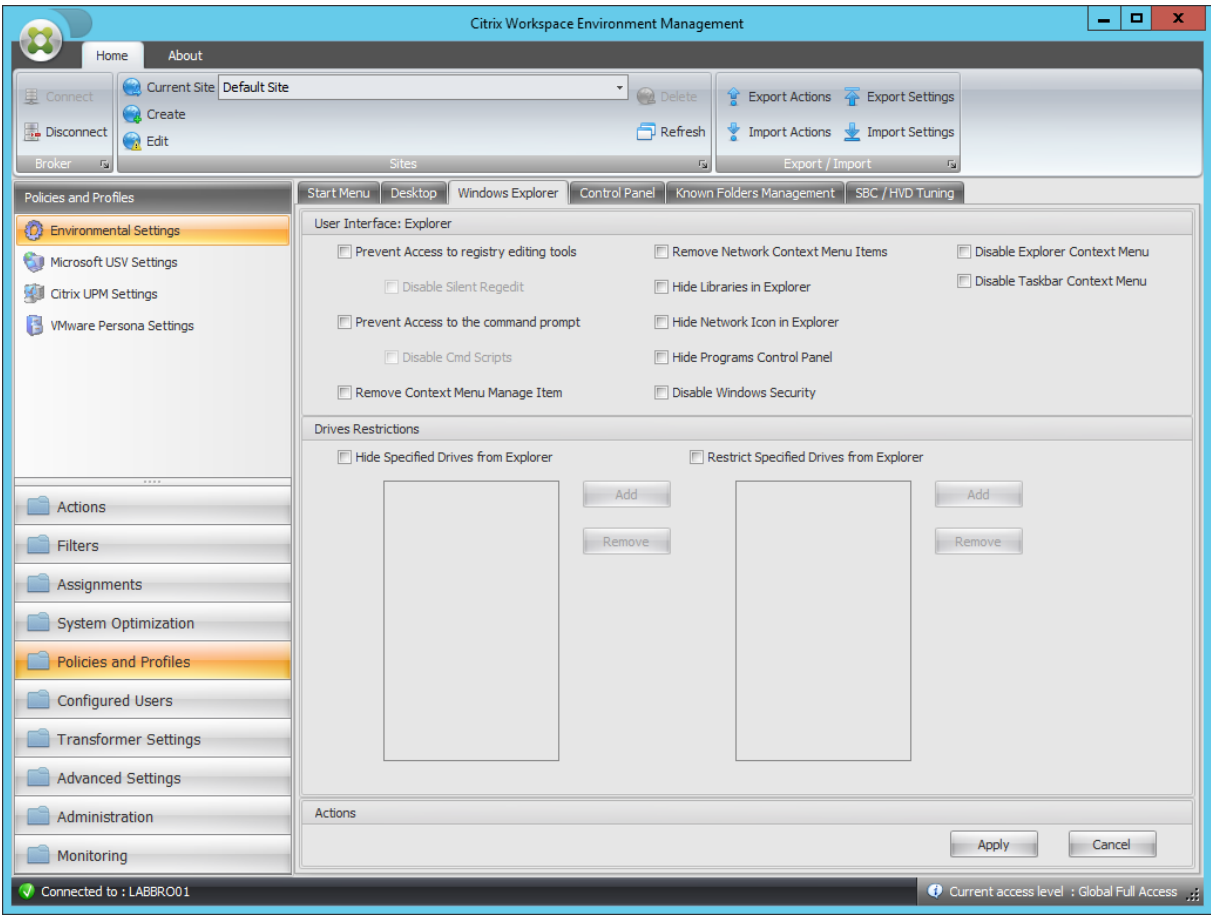 Citrix Workspace Environment Management
Home About
Connect
Disconnect
Broker
Current Site Default Site
Create
Edit
Delete
Refresh
Sites
Export Actions Export Settings
Import Actions Import Settings
Export / Import
Policies and Profiles
Environmental Settings
Microsoft USV Settings
Citrix UPM Settings
VMware Persona Settings
Actions
Filters
Assignments
System Optimization
Policies and Profiles
Configured Users
Transformer Settings
Advanced Settings
Administration
Monitoring
Start Menu Desktop Windows Explorer Control Panel Known Folders Management SBC / HVD Tuning
User Interface: Explorer
Prevent Access to registry editing tools Remove Network Context Menu Items Disable Explorer Context Menu
Disable Silent Regedit Hide Libraries in Explorer Disable Taskbar Context Menu
Prevent Access to the command prompt Hide Network Icon in Explorer
Disable Cmd Scripts Hide Programs Control Panel
Remove Context Menu Manage Item Disable Windows Security
Drives Restrictions
Hide Specified Drives from Explorer Restrict Specified Drives from Explorer
Add Add
Remove Remove
Actions
Apply Cancel
Connected to : LABBRO01 Current access level : Global Full Access